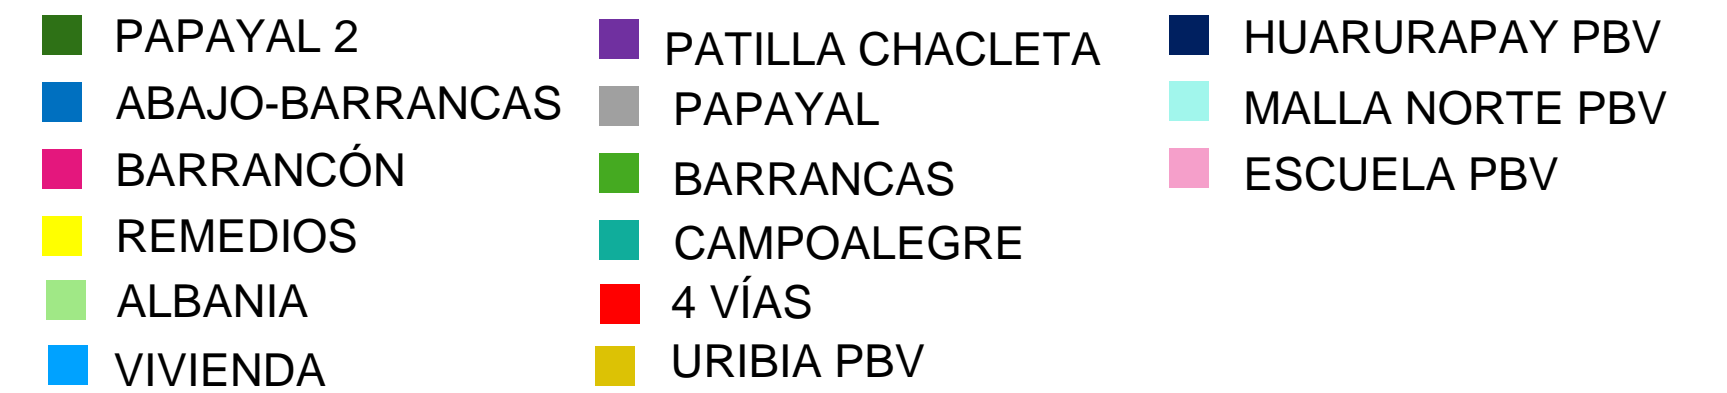 PAPAYAL 2
ABAJO-BARRANCAS
BARRANCÓN
REMEDIOS
ALBANIA
VIVIENDA
PATILLA CHACLETA
PAPAYAL
BARRANCAS
CAMPOALEGRE
4 VÍAS
URIBIA PBV
HUARURAPAY PBV
MALLA NORTE PBV
ESCUELA PBV